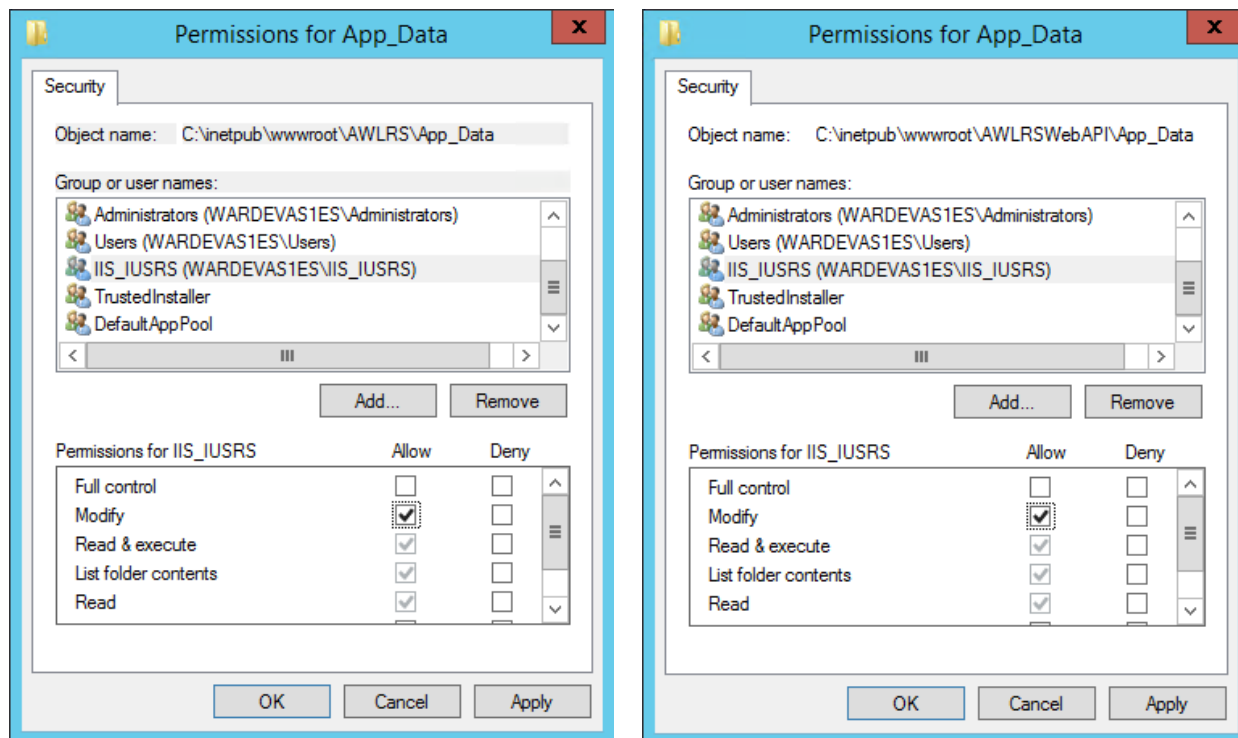 Permissions for App_Data
x
Security
Object name: C:\inetpub\wwwroot\AWLRS\App_Data
Group or user names:
Administrators (WARDEVAS1ES\Administrators)
Users (WARDEVAS1ES\Users)
IIS_IUSRS (WARDEVAS1ES\IIS_IUSRS)
TrustedInstaller
DefaultAppPool
Add...
Remove
Permissions for IIS_IUSRS
Allow
Deny
Full control
Modify
Read & execute
List folder contents
Read
OK
Cancel
Apply
Permissions for App_Data
x
Security
Object name: C:\inetpub\wwwroot\AWLRSWebAPI\App_Data
Group or user names:
Administrators (WARDEVAS1ES\Administrators)
Users (WARDEVAS1ES\Users)
IIS_IUSRS (WARDEVAS1ES\IIS_IUSRS)
TrustedInstaller
DefaultAppPool
Add...
Remove
Permissions for IIS_IUSRS
Allow
Deny
Full control
Modify
Read & execute
List folder contents
Read
OK
Cancel
Apply